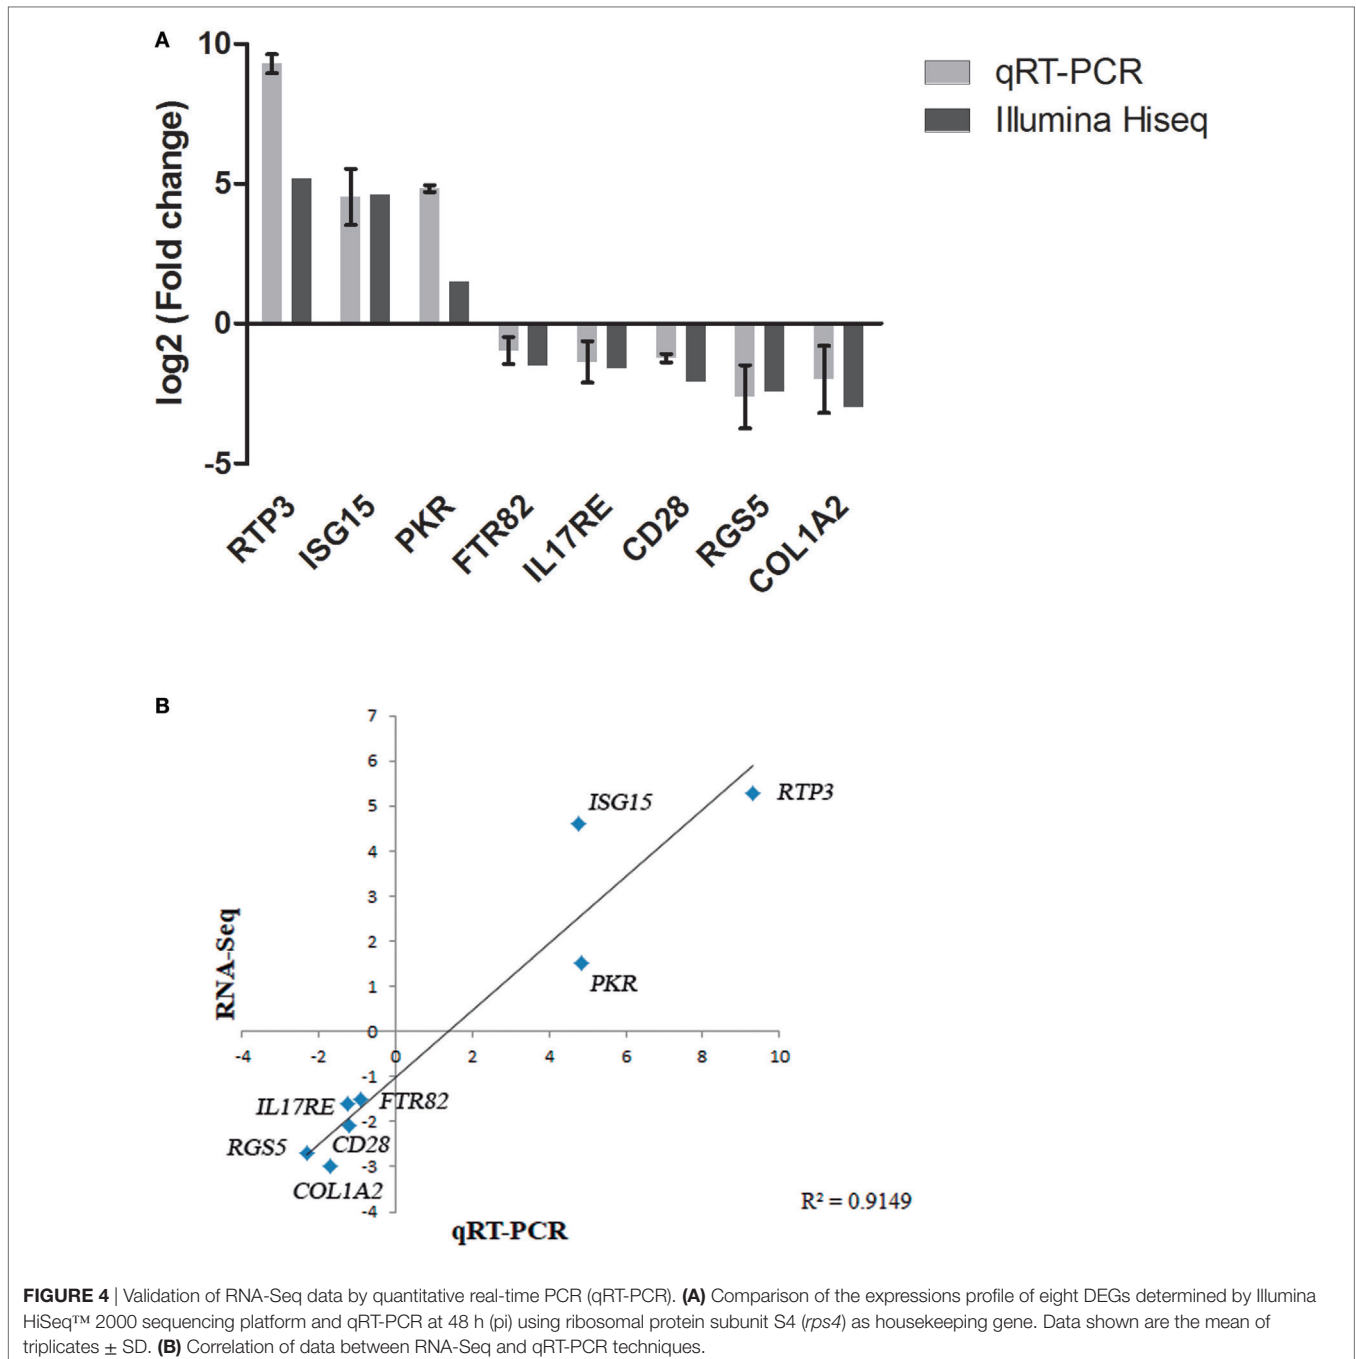 A
10
5
0
-5
log2 (Fold change)
qRT-PCR
Illumina Hiseq
RTP3
ISG15
PKR
FTR82
IL17RE
CD28
RGS5
COL1A2
B
7
6
5
4
3
2
1
0
-1
-2
-3
-4
-4
-2
0
2
4
6
8
10
RNA-Seq
qRT-PCR
ISG15
RTP3
PKR
IL17RE
FTR82
RGS5
CD28
COL1A2
R² = 0.9149
FIGURE 4 | Validation of RNA-Seq data by quantitative real-time PCR (qRT-PCR). (A) Comparison of the expressions profile of eight DEGs determined by Illumina
HiSeq™ 2000 sequencing platform and qRT-PCR at 48 h (pi) using ribosomal protein subunit S4 (rps4) as housekeeping gene. Data shown are the mean of
triplicates ± SD. (B) Correlation of data between RNA-Seq and qRT-PCR techniques.